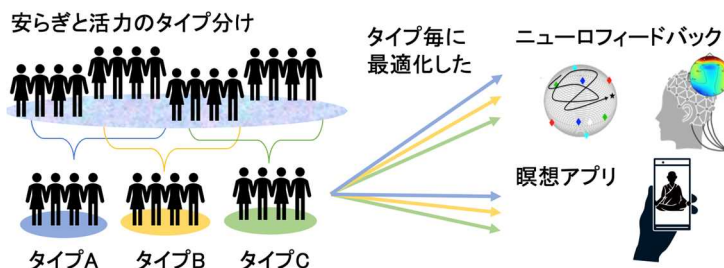 安らぎと活力のタイプ分け
タイプ毎に
最適化した
ニューロフィードバック
瞑想アプリ
タイプA
タイプB
タイプC